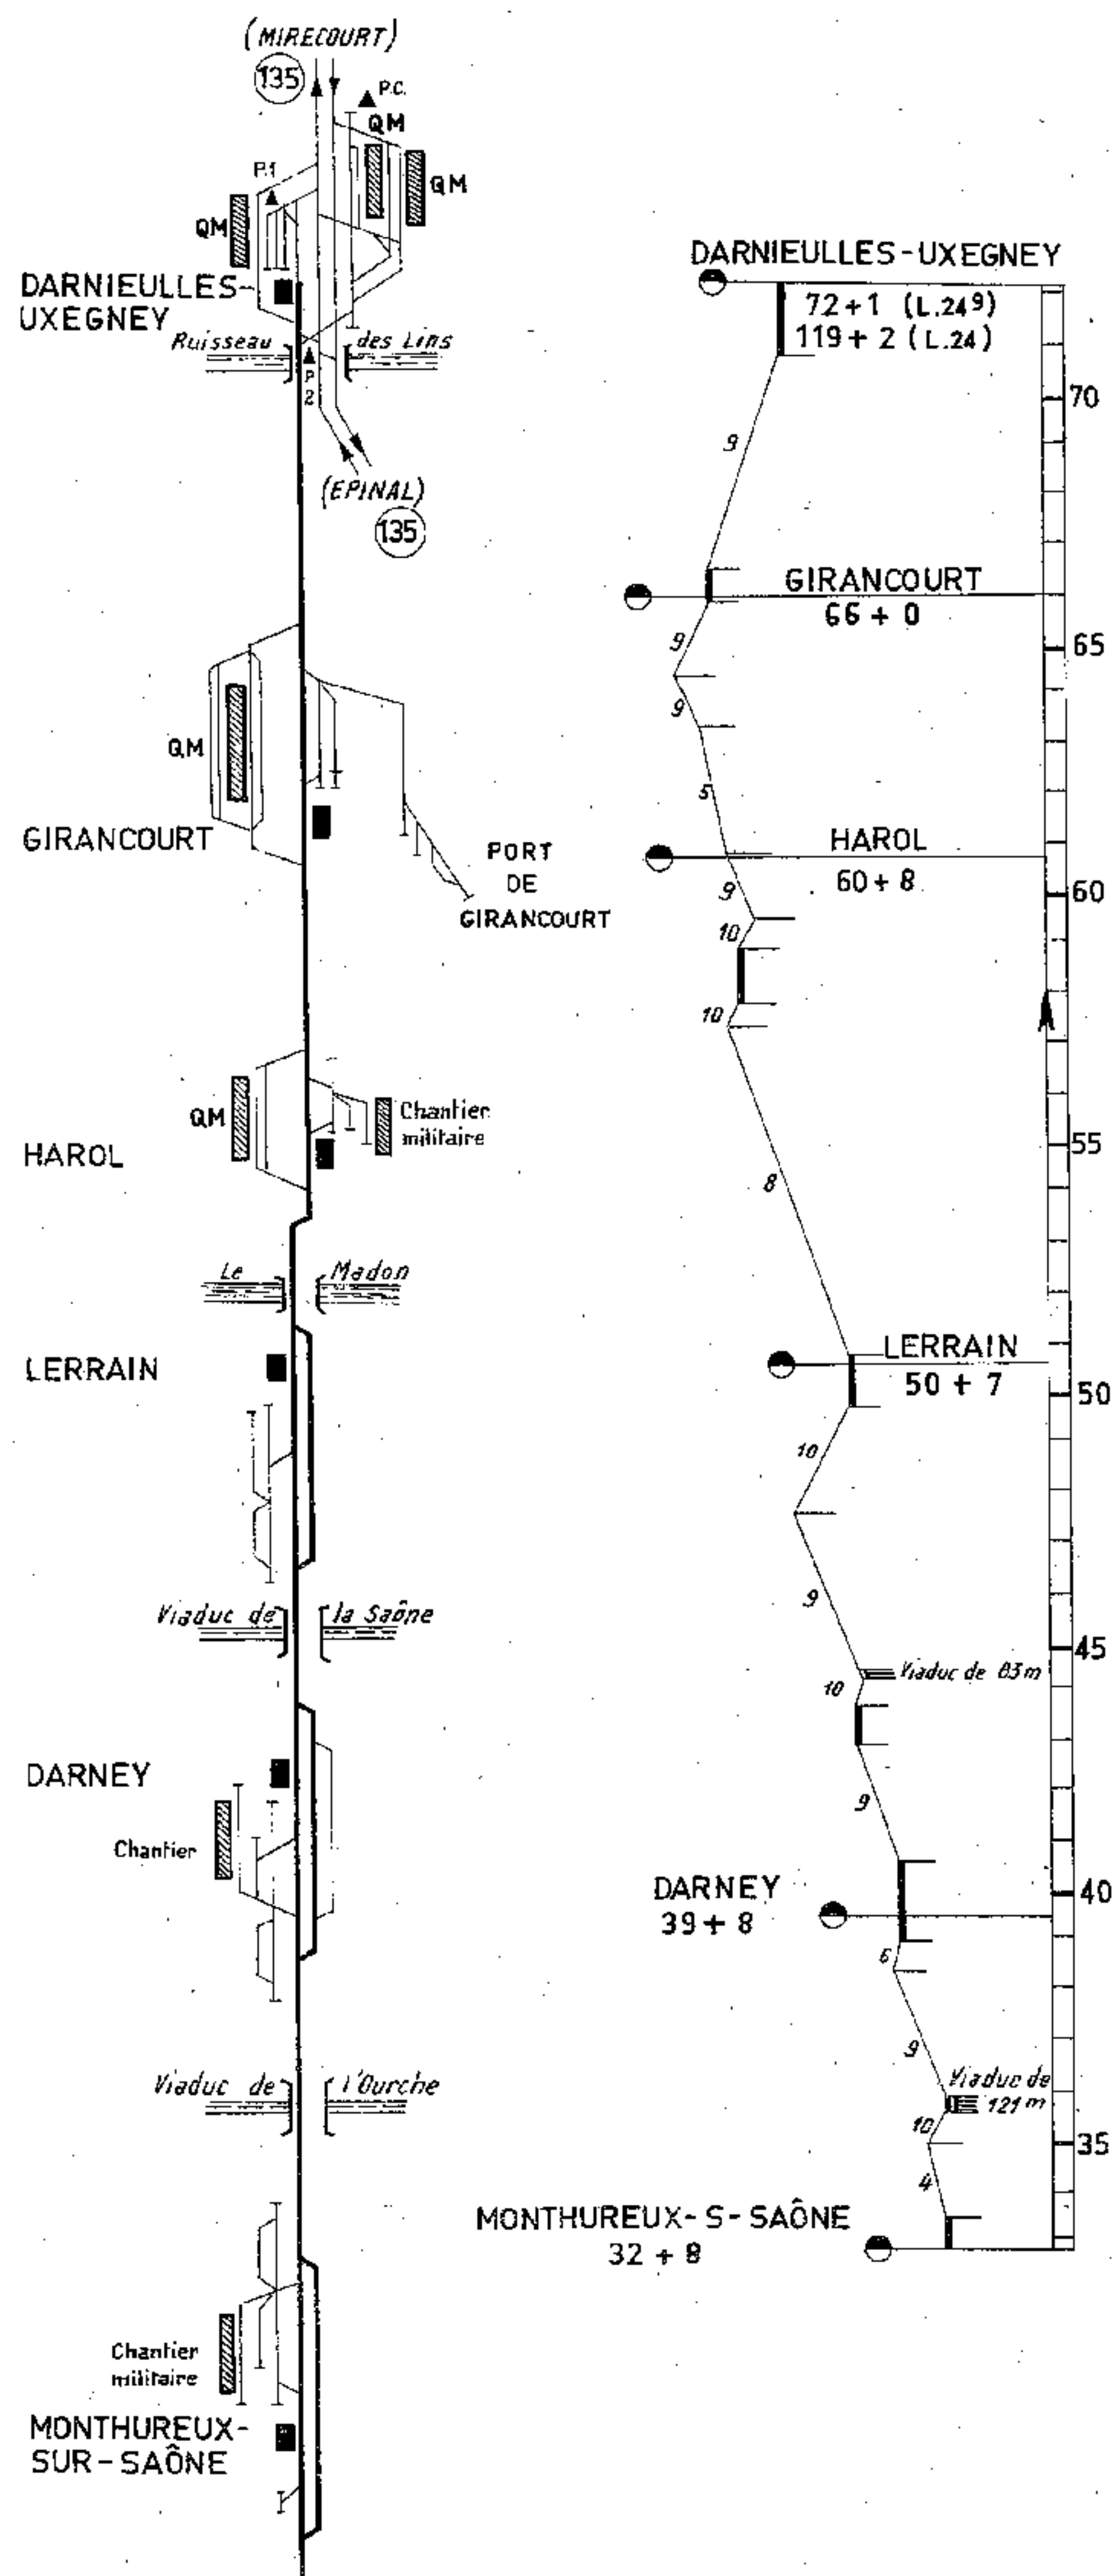 (MIRECOURT)
135
P.C.
QM
P.1
QM
QM
DARNIEULLES-
UXEGNEY
Ruisseau des Lins
P
2
(EPINAL)
135
QM
GIRANCOURT
PORT
DE
GIRANCOURT
QM
Chantier
militaire
HAROL
Le Madon
LERRAIN
Viaduc de la Saône
DARNEY
Chantier
Viaduc de l'Ourche
Chantier
militaire
MONTHUREUX-
SUR-SAÔNE
DARNIEULLES-UXEGNEY
72+1 (L.24⁹)
119+2 (L.24)
70
9
GIRANCOURT
66 + 0
65
9
9
5
HAROL
60+8
60
9
10
10
55
8
LERRAIN
50 + 7
50
10
9
45
Viaduc de 83m
10
9
DARNEY
39+8
40
6
9
Viaduc de
121m
10
35
4
MONTHUREUX-S-SAÔNE
32 + 8